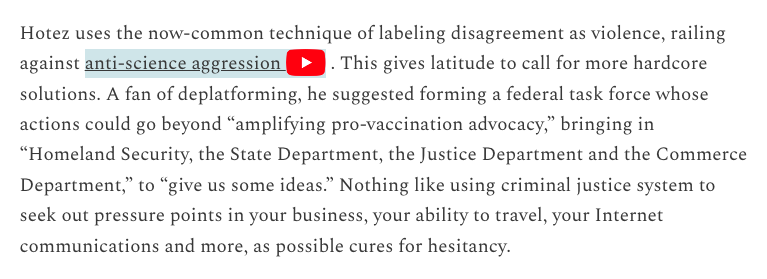 Hotez uses the now-common technique of labeling disagreement as violence, railing
against anti-science aggression . This gives latitude to call for more hardcore
solutions. A fan of deplatforming, he suggested forming a federal task force whose
actions could go beyond “amplifying pro-vaccination advocacy,” bringing in
“Homeland Security, the State Department, the Justice Department and the Commerce
Department,” to “give us some ideas.” Nothing like using criminal justice system to
seek out pressure points in your business, your ability to travel, your Internet
communications and more, as possible cures for hesitancy.